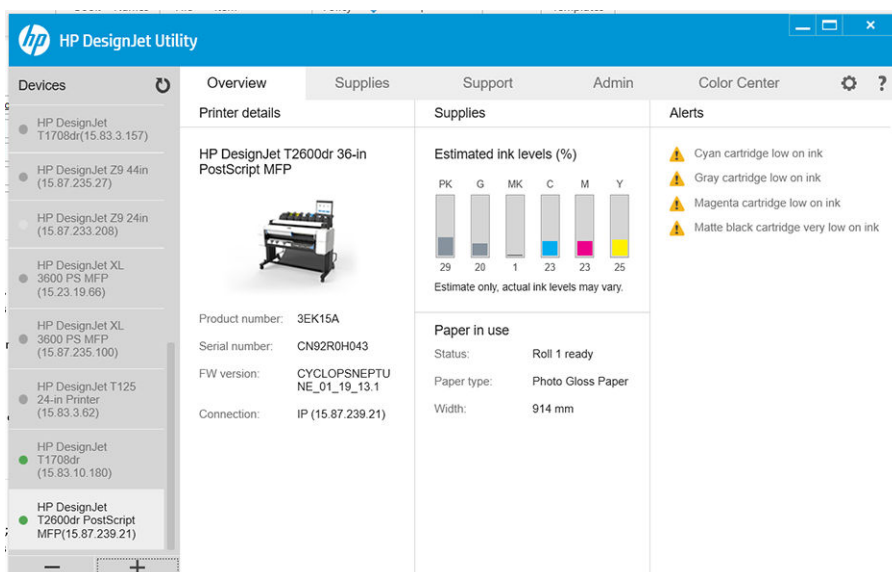 hp HP DesignJet Utility
Devices
Overview
Supplies
Support
Admin
Color Center
?
HP DesignJet
T1708dr(15.83.3.157)
HP DesignJet Z9 44in
(15.87.235.27)
HP DesignJet Z9 24in
(15.87.233.208)
HP DesignJet XL
3600 PS MFP
(15.23.19.66)
HP DesignJet XL
3600 PS MFP
(15.87.235.100)
HP DesignJet T125
24-in Printer
(15.83.3.62)
HP DesignJet
T1708dr
(15.83.10.180)
HP DesignJet
T2600dr PostScript
MFP(15.87.239.21)
Printer details
HP DesignJet T2600dr 36-in
PostScript MFP
Product number: 3EK15A
Serial number: CN92R0H043
FW version: CYCLOPSNEPTU
NE_01_19_13.1
Connection: IP (15.87.239.21)
Supplies
Estimated ink levels (%)
PK G MK C M Y
29 20 1 23 23 25
Estimate only, actual ink levels may vary.
Paper in use
Status: Roll 1 ready
Paper type: Photo Gloss Paper
Width: 914 mm
Alerts
Cyan cartridge low on ink
Gray cartridge low on ink
Magenta cartridge low on ink
Matte black cartridge very low on ink